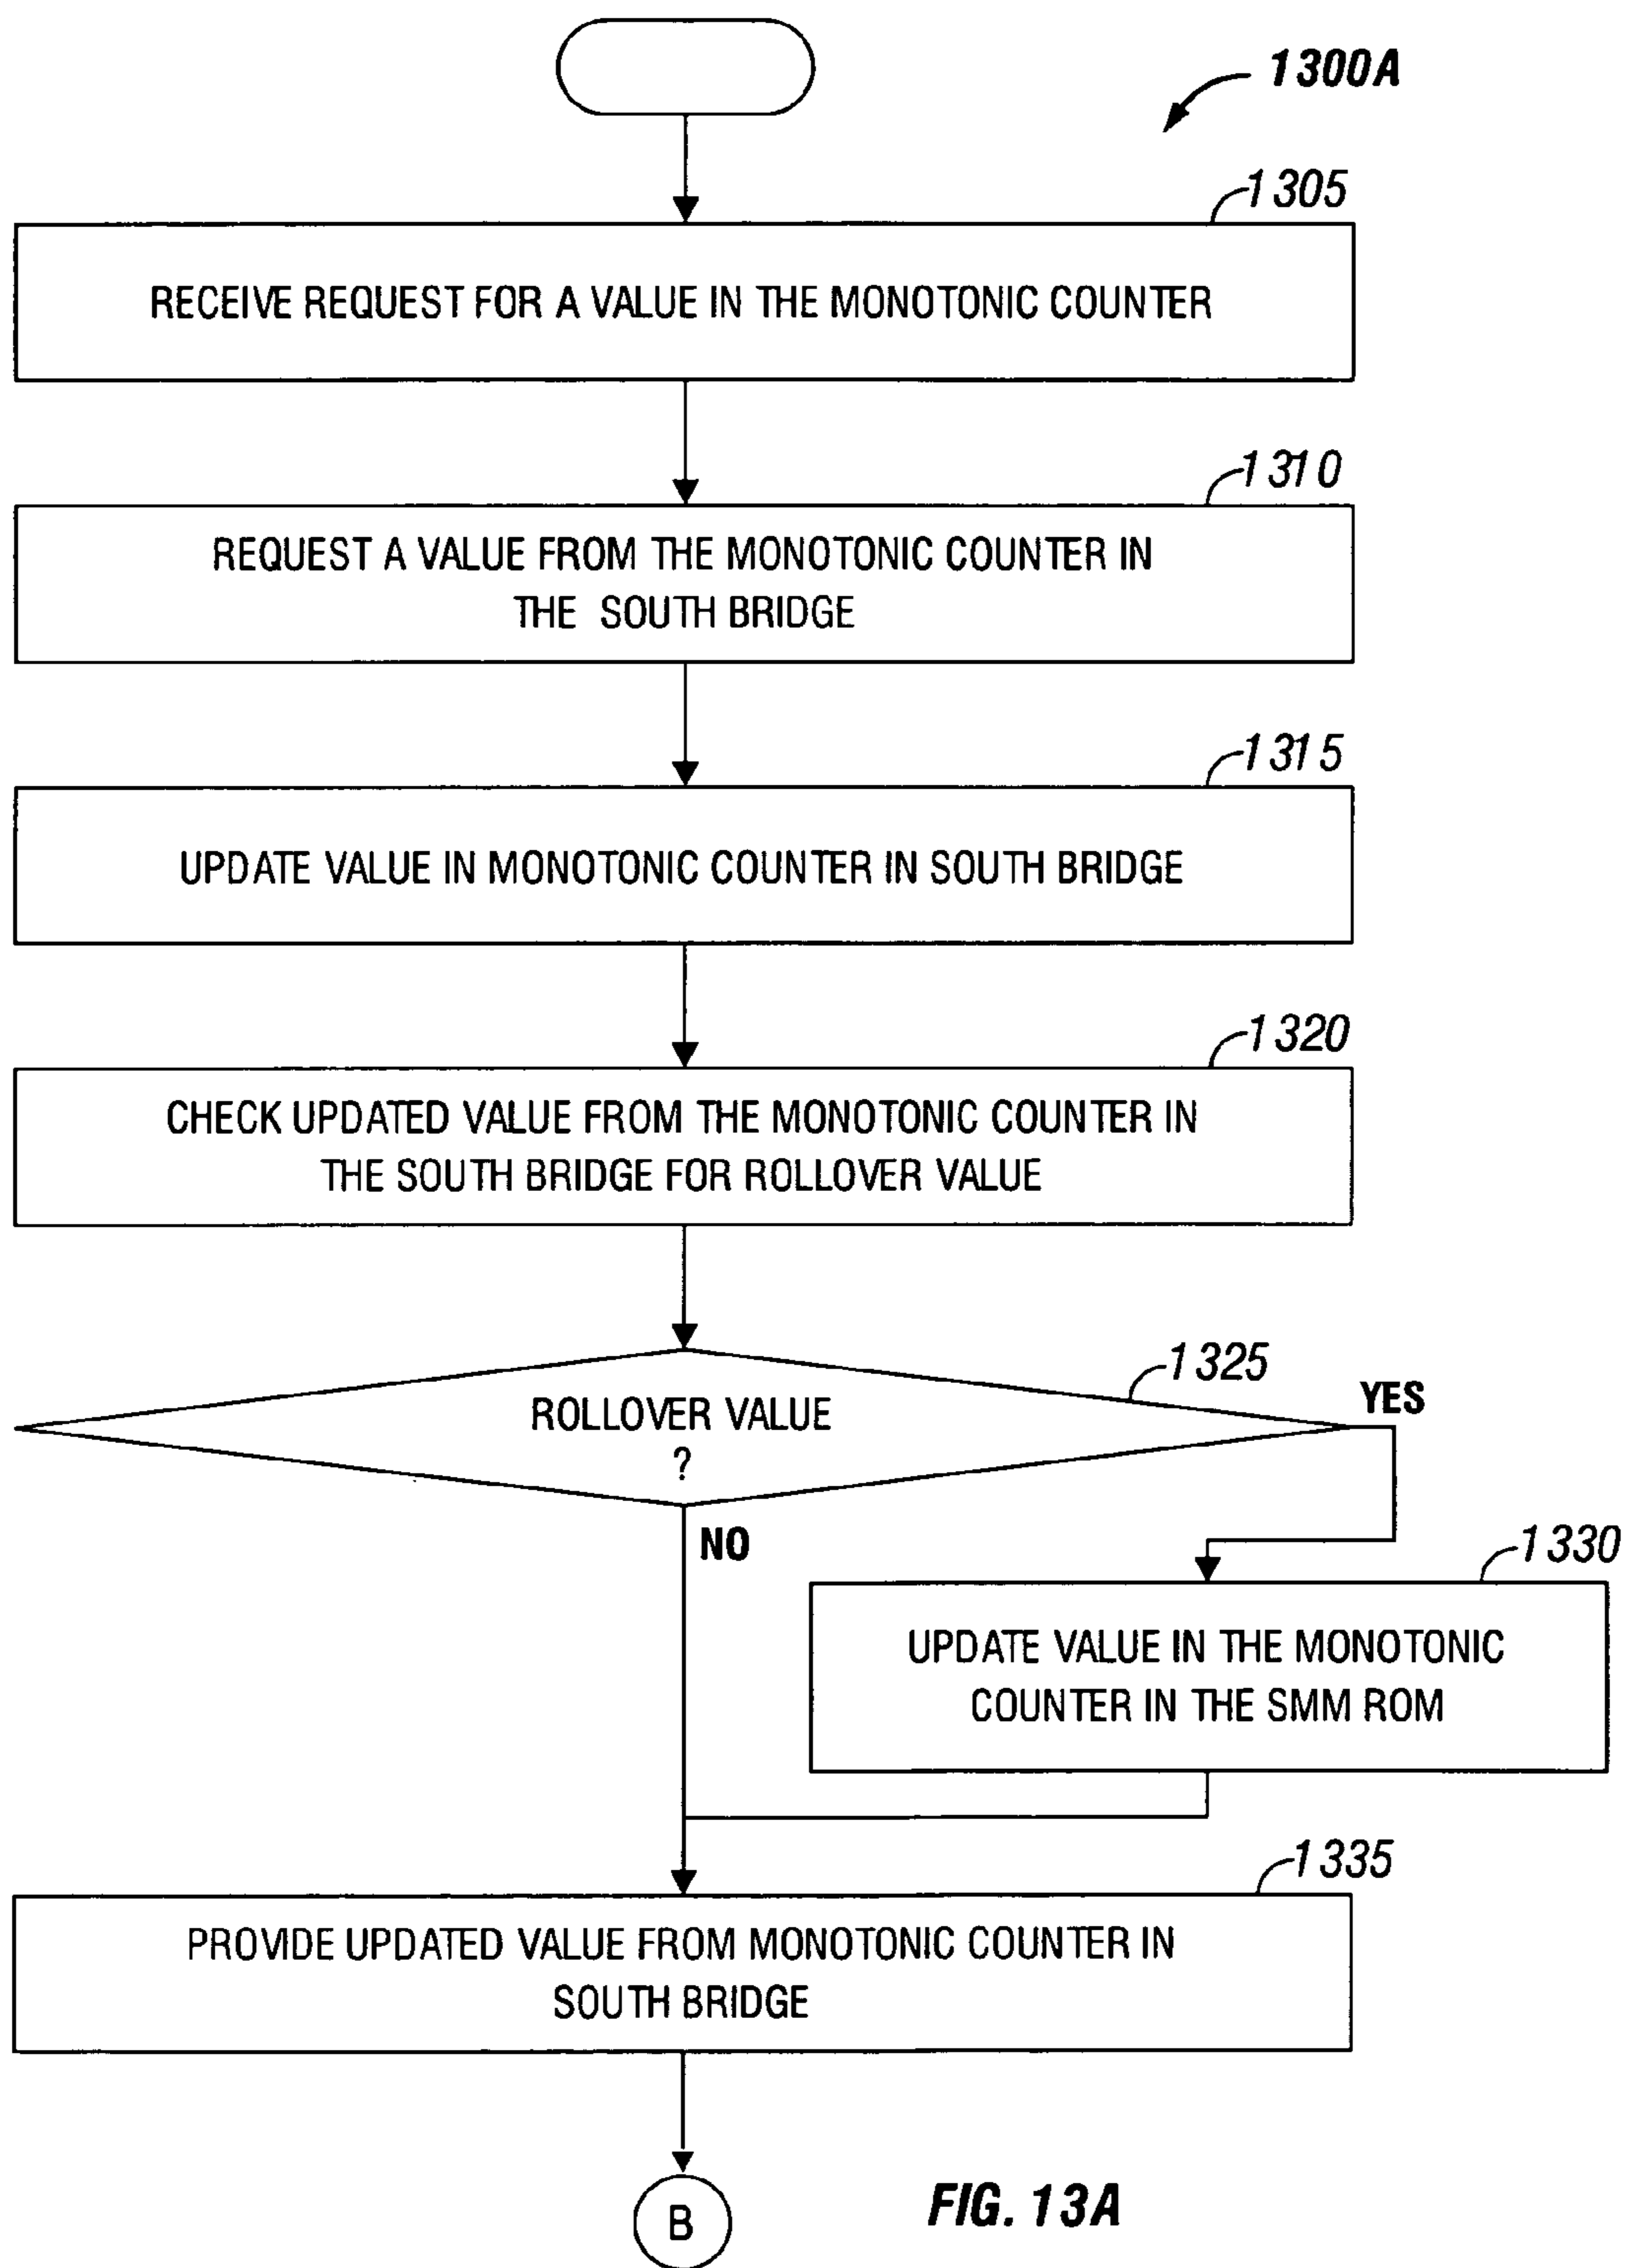 1300A
1305
RECEIVE REQUEST FOR A VALUE IN THE MONOTONIC COUNTER
1310
REQUEST A VALUE FROM THE MONOTONIC COUNTER IN
THE SOUTH BRIDGE
1315
UPDATE VALUE IN MONOTONIC COUNTER IN SOUTH BRIDGE
1320
CHECK UPDATED VALUE FROM THE MONOTONIC COUNTER IN
THE SOUTH BRIDGE FOR ROLLOVER VALUE
1325
YES
ROLLOVER VALUE
?
NO
1330
UPDATE VALUE IN THE MONOTONIC
COUNTER IN THE SMM ROM
1335
PROVIDE UPDATED VALUE FROM MONOTONIC COUNTER IN
SOUTH BRIDGE
B
FIG. 13A